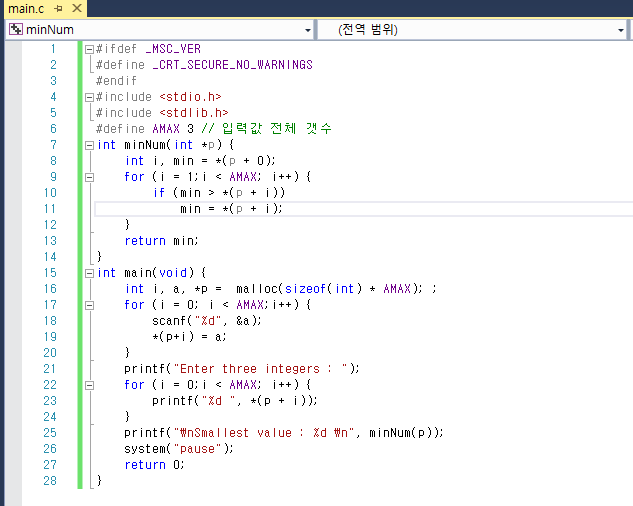 main.c
minNum (전역 범위)
1 #ifdef _MSC_VER
2 #define _CRT_SECURE_NO_WARNINGS
3 #endif
4 #include <stdio.h>
5 #include <stdlib.h>
6 #define AMAX 3 // 입력값 전체 갯수
7 int minNum(int *p) {
8 int i, min = *(p + 0);
9 for (i = 1;i < AMAX; i++) {
10 if (min > *(p + i))
11 min = *(p + i);
12 }
13 return min;
14 }
15 int main(void) {
16 int i, a, *p =  malloc(sizeof(int) * AMAX); ;
17 for (i = 0; i < AMAX;i++) {
18 scanf("%d", &a);
19 *(p+i) = a;
20 }
21 printf("Enter three integers : ");
22 for (i = 0;i < AMAX; i++) {
23 printf("%d ", *(p + i));
24 }
25 printf("₩nSmallest value : %d ₩n", minNum(p));
26 system("pause");
27 return 0;
28 }